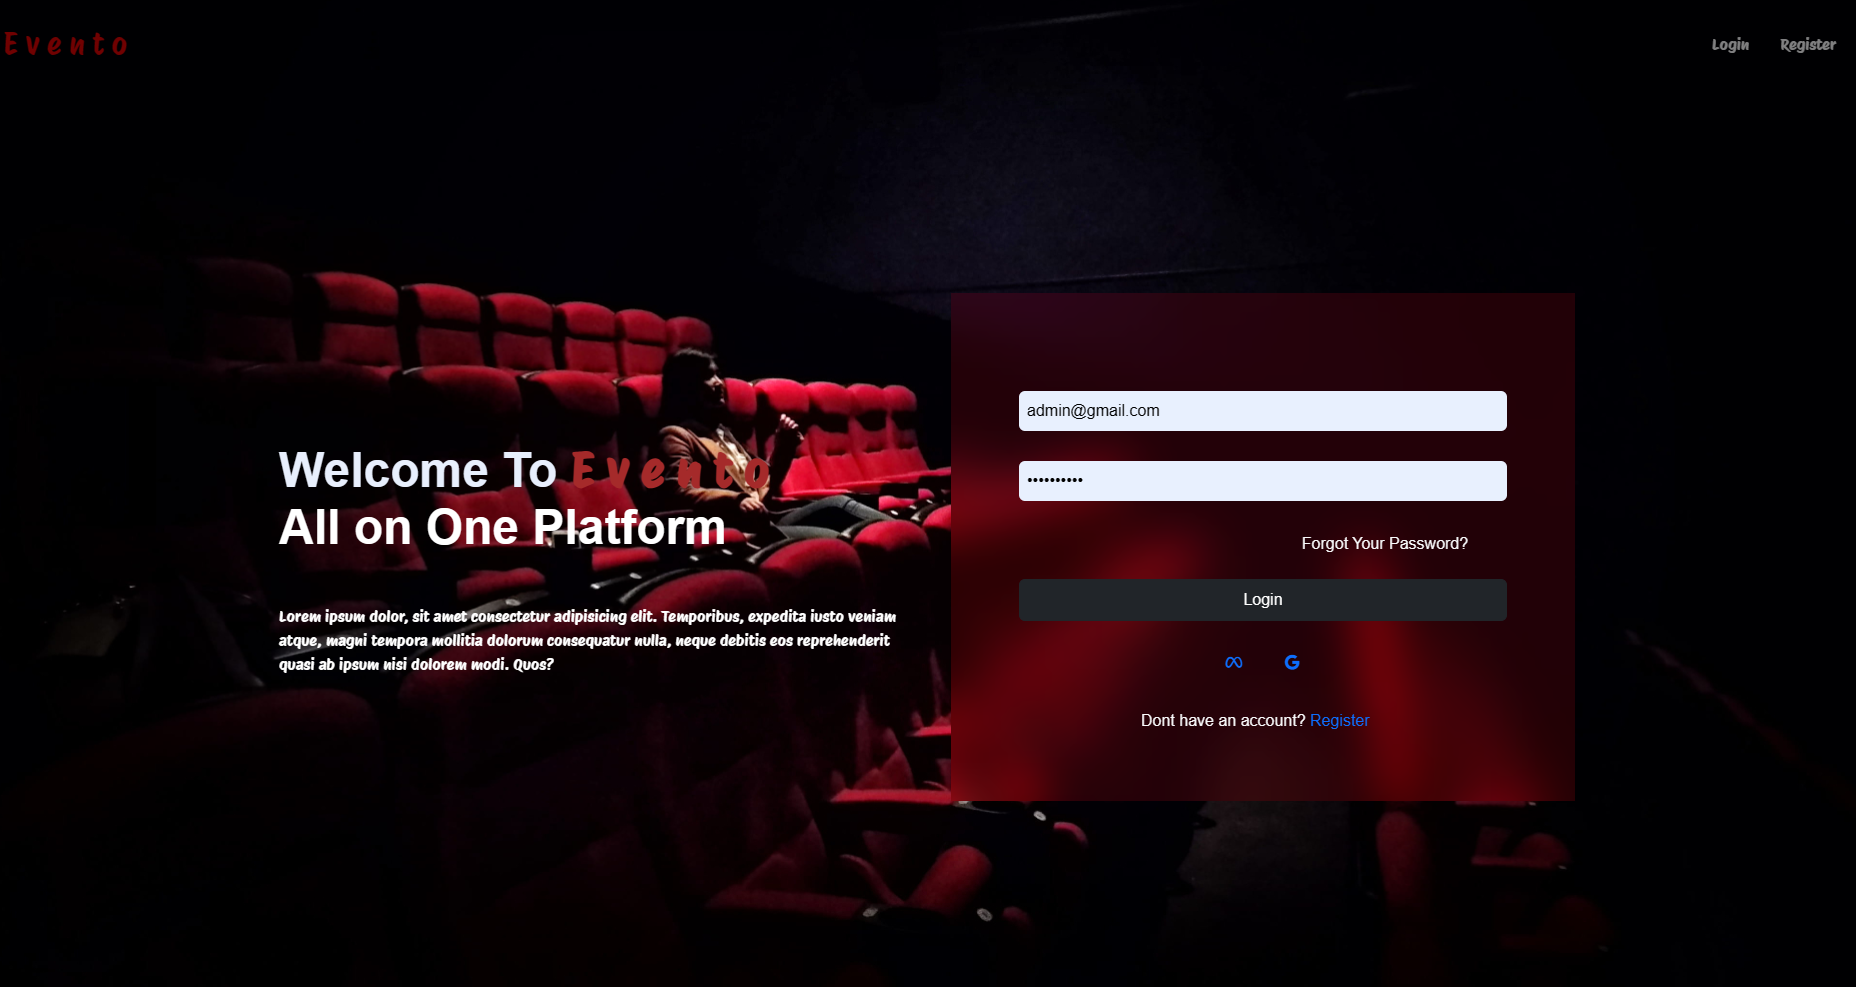 Evento
Login
Register
Welcome To Evento
All on One Platform
Lorem ipsum dolor, sit amet consectetur adipisicing elit. Temporibus, expedita iusto veniam
atque, magni tempora mollitia dolorum consequatur nulla, neque debitis eos reprehenderit
quasi ab ipsum nisi dolorem modi. Quos?
admin@gmail.com
••••••••••
Forgot Your Password?
Login
Dont have an account? Register